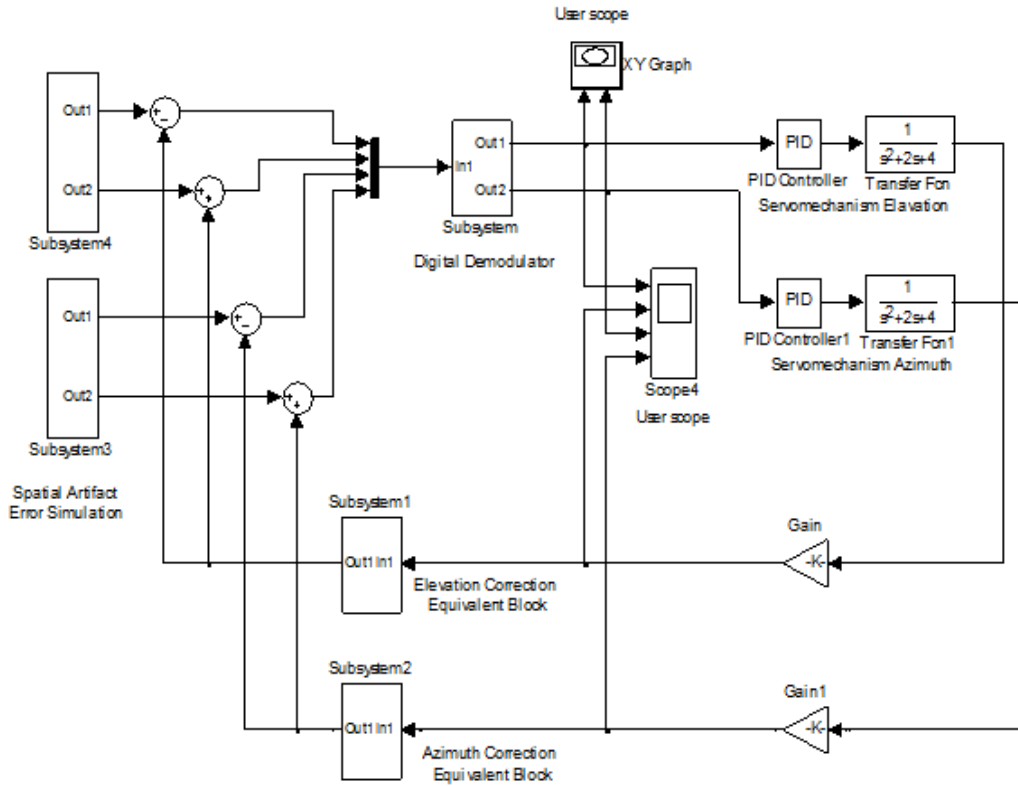 User scope
XY Graph
Out1
Out2
Subsystem4
+
−
+
+
In1
Out1
Out2
Subsystem
Digital Demodulator
PID
PID Controller
1
s²+2s+4
Transfer Fcn
Servomechanism Elavation
Out1
Out2
Subsystem3
+
−
+
+
Spatial Artifact
Error Simulation
Scope4
User scope
PID
PID Controller1
1
s²+2s+4
Transfer Fcn1
Servomechanism Azimuth
Subsystem1
Out1 In1
Elevation Correction
Equivalent Block
Gain
-K-
Subsystem2
Out1 In1
Azimuth Correction
Equivalent Block
Gain1
-K-